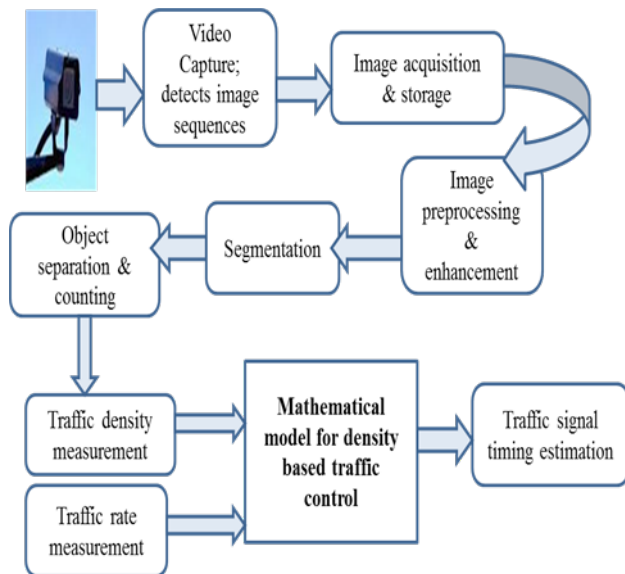 Video
Capture;
detects image
sequences
Image acquisition
& storage
Image
preprocessing
&
enhancement
Segmentation
Object
separation &
counting
Traffic density
measurement
Traffic rate
measurement
Mathematical
model for density
based traffic
control
Traffic signal
timing estimation